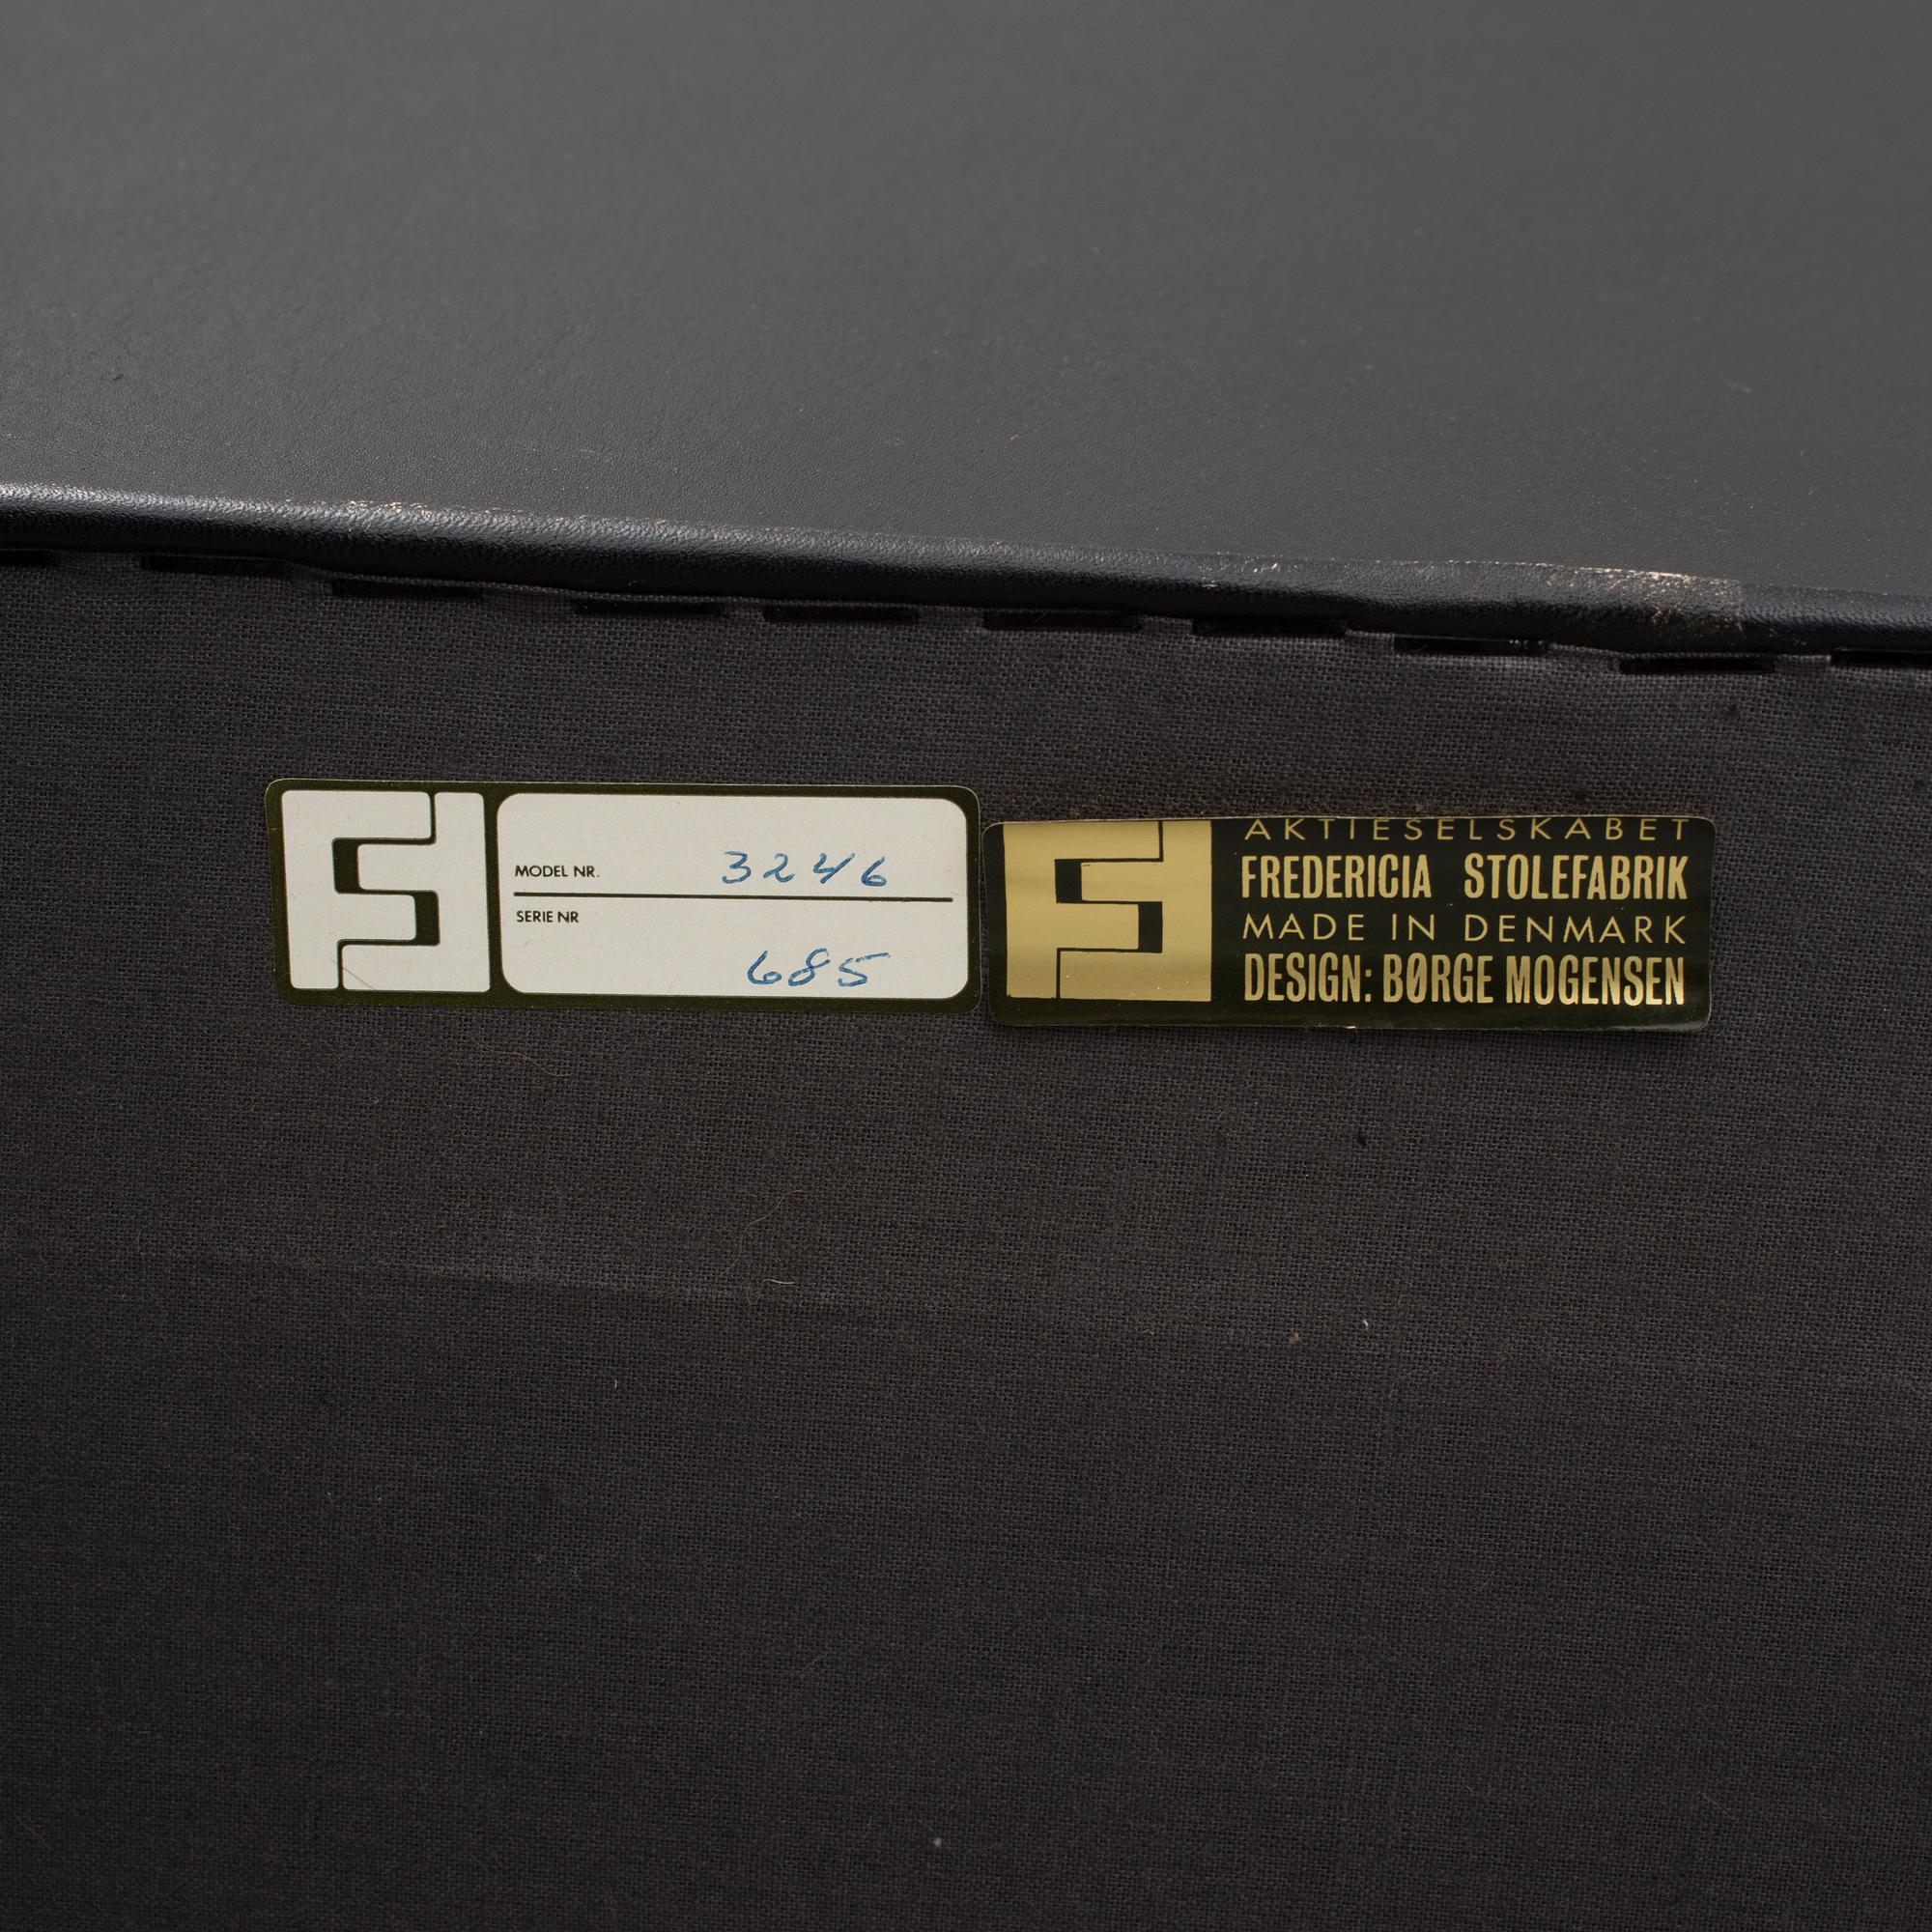 MODEL NR. 3246
SERIE NR
685
AKTIESELSKABET
FREDERICIA STOLEFABRIK
MADE IN DENMARK
DESIGN: BØRGE MOGENSEN